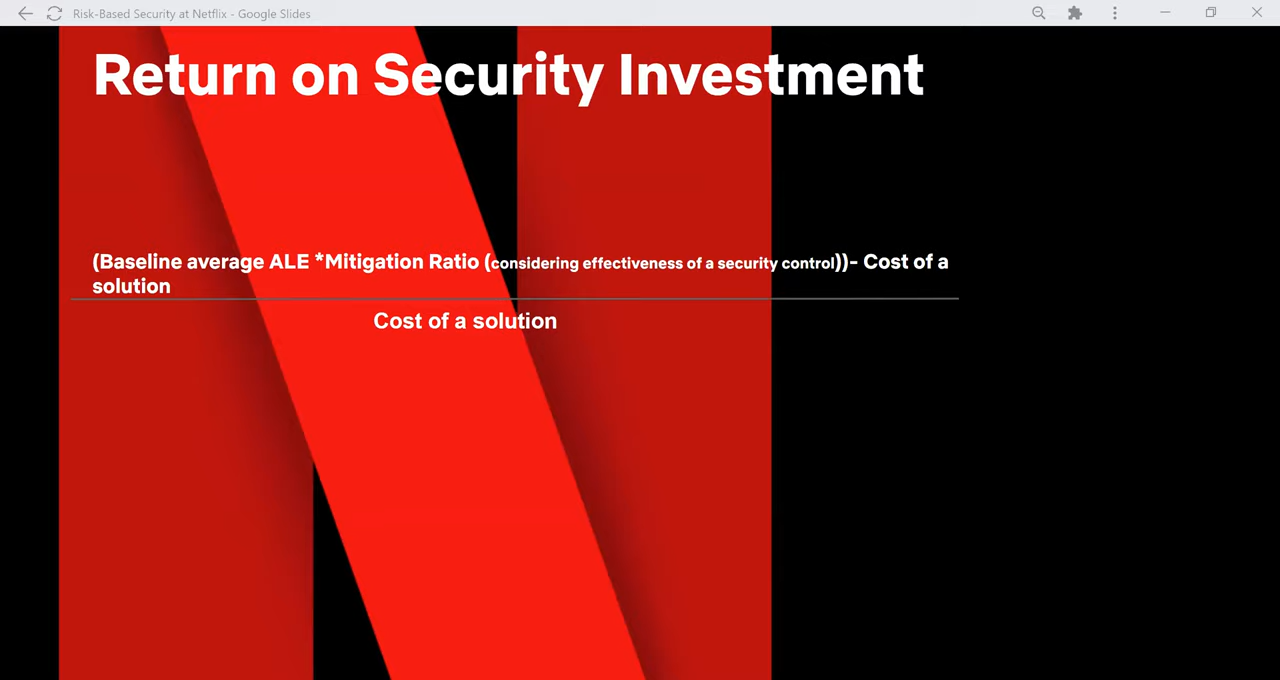 Risk-Based Security at Netflix - Google Slides
Return on Security Investment
(Baseline average ALE *Mitigation Ratio (considering effectiveness of a security control))- Cost of a
solution
Cost of a solution